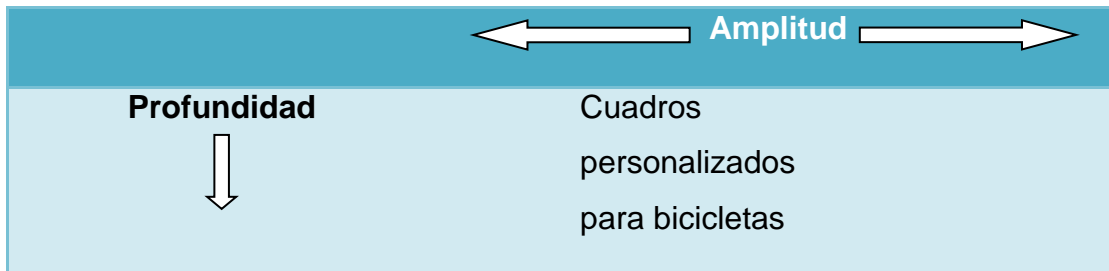 Amplitud
Profundidad
Cuadros
personalizados
para bicicletas